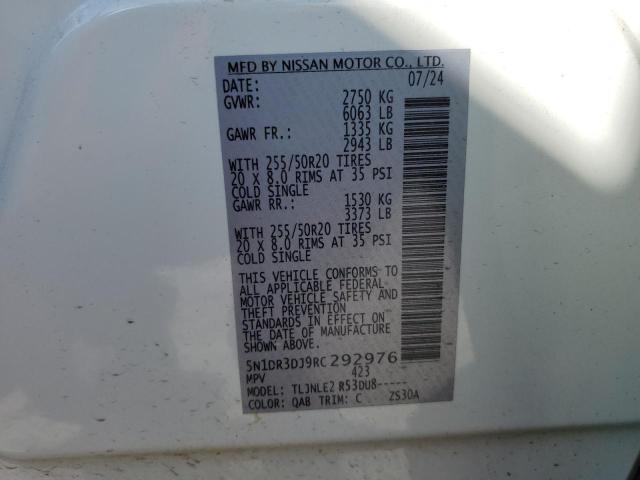 MFD BY NISSAN MOTOR CO., LTD.
DATE: 07/24
GVWR: 2750 KG
6063 LB
GAWR FR.: 1335 KG
2943 LB
WITH 255/50R20 TIRES
20 X 8.0 RIMS AT 35 PSI
COLD SINGLE
GAWR RR.: 1530 KG
3373 LB
WITH 255/50R20 TIRES
20 X 8.0 RIMS AT 35 PSI
COLD SINGLE
THIS VEHICLE CONFORMS TO
ALL APPLICABLE FEDERAL
MOTOR VEHICLE SAFETY AND
THEFT PREVENTION
STANDARDS IN EFFECT ON
THE DATE OF MANUFACTURE
SHOWN ABOVE.
5N1DR3DJ9RC292976
MPV 423
MODEL: TLJNLE2 R53DU8-----
COLOR: QAB TRIM: C ZS30A